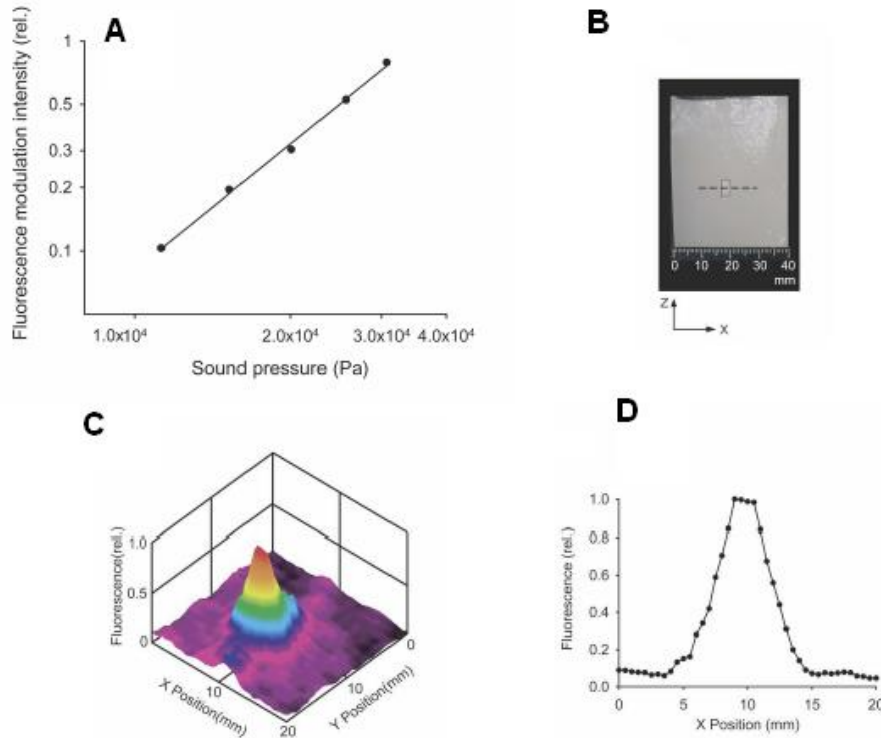 A
Fluorescence modulation intensity (rel.)
1
0.5
0.3
0.2
0.1
1.0x10⁴
2.0x10⁴
3.0x10⁴
4.0x10⁴
Sound pressure (Pa)
B
0 10 20 30 40
mm
Z
X
C
Fluorescence(rel.)
1.0
0.5
0
0
10
10
20
X Position(mm)
Y Position(mm)
D
Fluorescence (rel.)
1.0
0.8
0.6
0.4
0.2
0.0
0 5 10 15 20
X Position (mm)